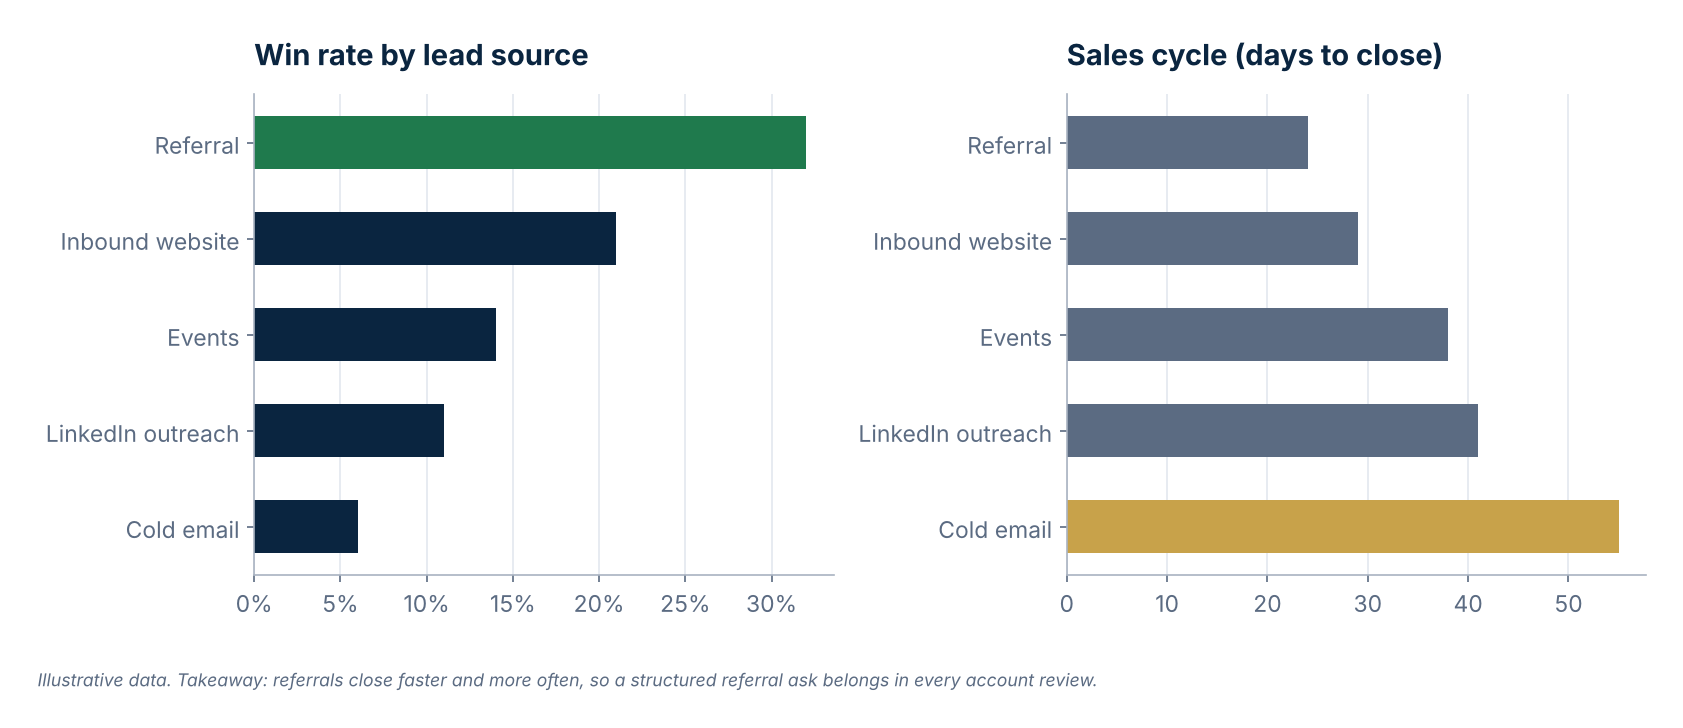 Win rate by lead source
Referral
Inbound website
Events
LinkedIn outreach
Cold email
0% 5% 10% 15% 20% 25% 30%
Sales cycle (days to close)
Referral
Inbound website
Events
LinkedIn outreach
Cold email
0 10 20 30 40 50
Illustrative data. Takeaway: referrals close faster and more often, so a structured referral ask belongs in every account review.